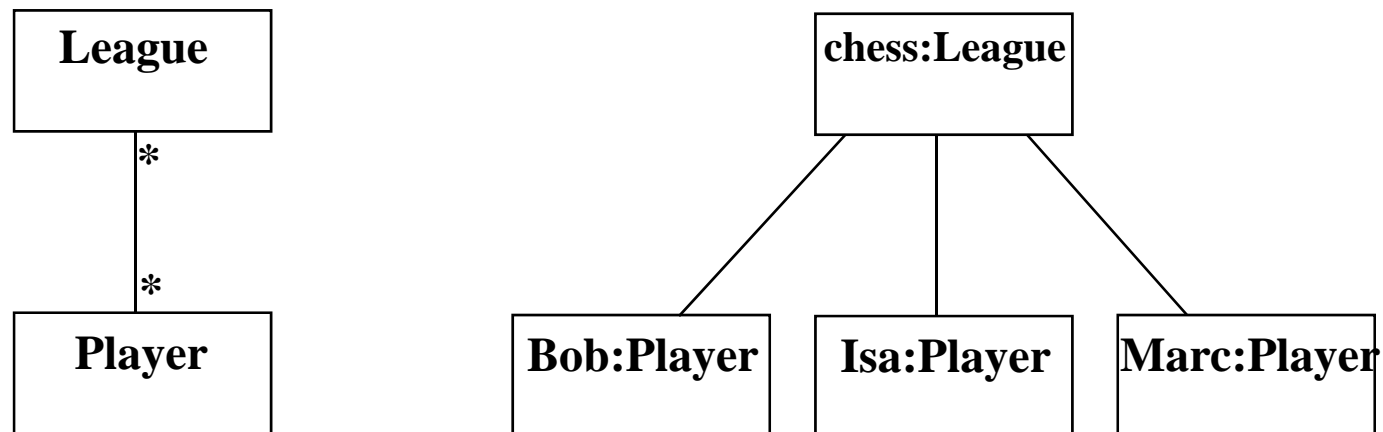 League
*
*
Player
chess:League
Bob:Player
Isa:Player
Marc:Player